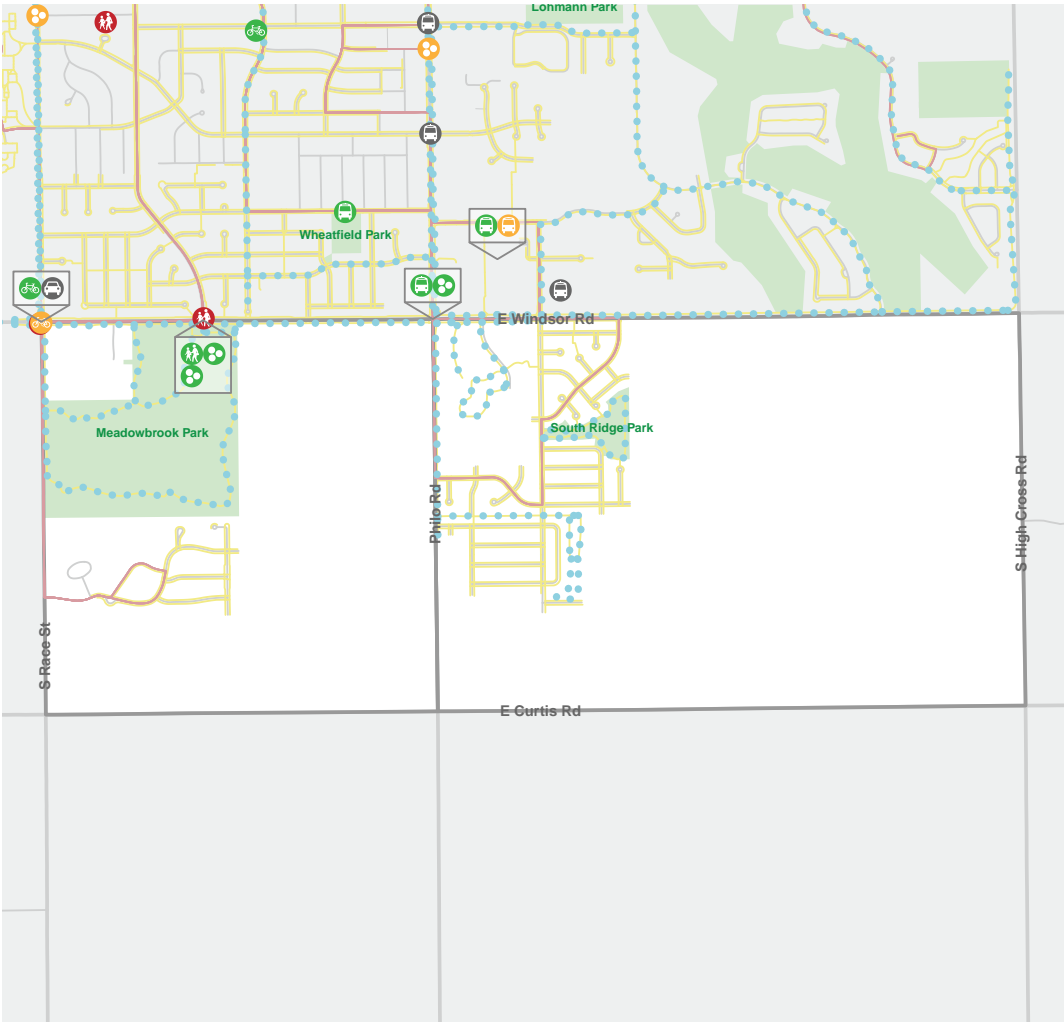 Lohmann Park
Wheatfield Park
E Windsor Rd
South Ridge Park
Meadowbrook Park
Philo Rd
S High Cross Rd
S Race St
E Curtis Rd